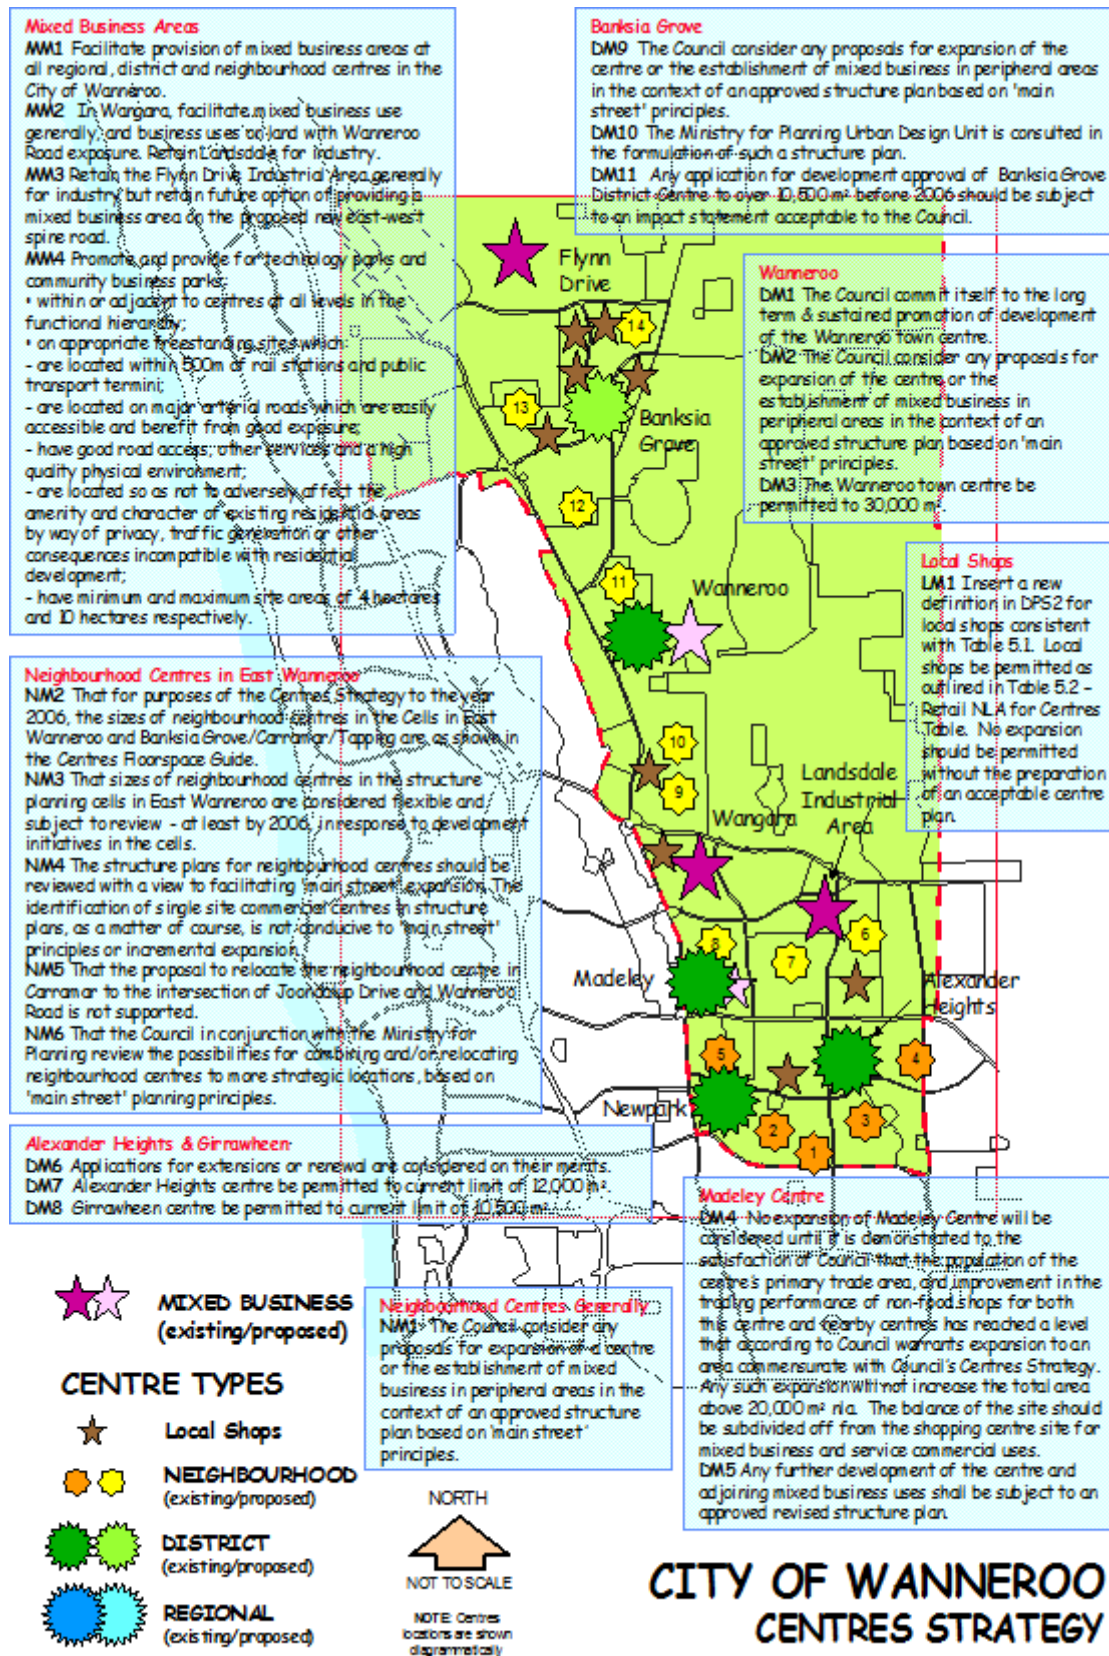 Mixed Business Areas
MM1 Facilitate provision of mixed business areas at
all regional, district and neighbourhood centres in the
City of Wanneroo.
MM2 In Wangara, facilitate mixed business use
generally, and business uses on land with Wanneroo
Road exposure. Retain Landsdale for Industry.
MM3 Retain the Flynn Drive Industrial Area generally
for industry but retain future option of providing a
mixed business area on the proposed new east-west
spine road.
MM4 Promote and provide for technology parks and
community business parks:
• within or adjacent to centres at all levels in the
functional hierarchy;
• on appropriate freestanding sites which:
- are located within 500m of rail stations and public
transport termini;
- are located on major arterial roads which are easily
accessible and benefit from good exposure;
- have good road access, other services and a high
quality physical environment;
- are located so as not to adversely affect the
amenity and character of existing residential areas
by way of privacy, traffic generation or other
consequences incompatible with residential
development;
- have minimum and maximum site areas of 4 hectares
and 10 hectares respectively.
Banksia Grove
DM9 The Council consider any proposals for expansion of the
centre or the establishment of mixed business in peripheral areas
in the context of an approved structure plan based on 'main
street' principles.
DM10 The Ministry for Planning Urban Design Unit is consulted in
the formulation of such a structure plan.
DM11 Any application for development approval of Banksia Grove
District Centre to over 10,500 m² before 2006 should be subject
to an impact statement acceptable to the Council.
Wanneroo
DM1 The Council commit itself to the long
term & sustained promotion of development
of the Wanneroo town centre.
DM2 The Council consider any proposals for
expansion of the centre or the
establishment of mixed business in
peripheral areas in the context of an
approved structure plan based on 'main
street' principles.
DM3 The Wanneroo town centre be
permitted to 30,000 m².
Local Shops
LM1 Insert a new
definition in DPS2 for
local shops consistent
with Table 5.1. Local
shops be permitted as
outlined in Table 5.2 -
Retail NLA for Centres
Table. No expansion
should be permitted
without the preparation
of an acceptable centre
plan.
Flynn
Drive
14
13
Banksia
Grove
12
11
Wanneroo
10
9
Landsdale
Industrial
Area
Wangara
8
7
6
Madeley
Alexander
Heights
5
4
Newpark
3
2
1
Neighbourhood Centres in East Wanneroo
NM2 That for purposes of the Centres Strategy to the year
2006, the sizes of neighbourhood centres in the Cells in East
Wanneroo and Banksia Grove/Carramar/Tapping are as shown in
the Centres Floorspace Guide.
NM3 That sizes of neighbourhood centres in the structure
planning cells in East Wanneroo are considered flexible and
subject to review - at least by 2006, in response to development
initiatives in the cells.
NM4 The structure plans for neighbourhood centres should be
reviewed with a view to facilitating 'main street' expansion. The
identification of single site commercial centres in structure
plans, as a matter of course, is not conducive to 'main street'
principles or incremental expansion.
NM5 That the proposal to relocate the neighbourhood centre in
Carramar to the intersection of Joondalup Drive and Wanneroo
Road is not supported.
NM6 That the Council in conjunction with the Ministry for
Planning review the possibilities for combining and/or relocating
neighbourhood centres to more strategic locations, based on
'main street' planning principles.
Alexander Heights & Girrawheen
DM6 Applications for extensions or renewal are considered on their merits.
DM7 Alexander Heights centre be permitted to current limit of 12,000 m².
DM8 Girrawheen centre be permitted to current limit of 10,500 m².
Madeley Centre
DM4 No expansion of Madeley Centre will be
considered until it is demonstrated to the
satisfaction of Council that the population of the
centre's primary trade area, and improvement in the
trading performance of non-food shops for both
this centre and nearby centres has reached a level
that according to Council warrants expansion to an
area commensurate with Council's Centres Strategy.
Any such expansion will not increase the total area
above 20,000 m² nla. The balance of the site should
be subdivided off from the shopping centre site for
mixed business and service commercial uses.
DM5 Any further development of the centre and
adjoining mixed business uses shall be subject to an
approved revised structure plan.
Neighbourhood Centres Generally
NM1 The Council consider any
proposals for expansion of a centre
or the establishment of mixed
business in peripheral areas in the
context of an approved structure
plan based on 'main street'
principles.
MIXED BUSINESS
(existing/proposed)
CENTRE TYPES
Local Shops
NEIGHBOURHOOD
(existing/proposed)
DISTRICT
(existing/proposed)
REGIONAL
(existing/proposed)
NORTH
NOT TO SCALE
NOTE: Centres
locations are shown
diagrammatically
CITY OF WANNEROO
CENTRES STRATEGY